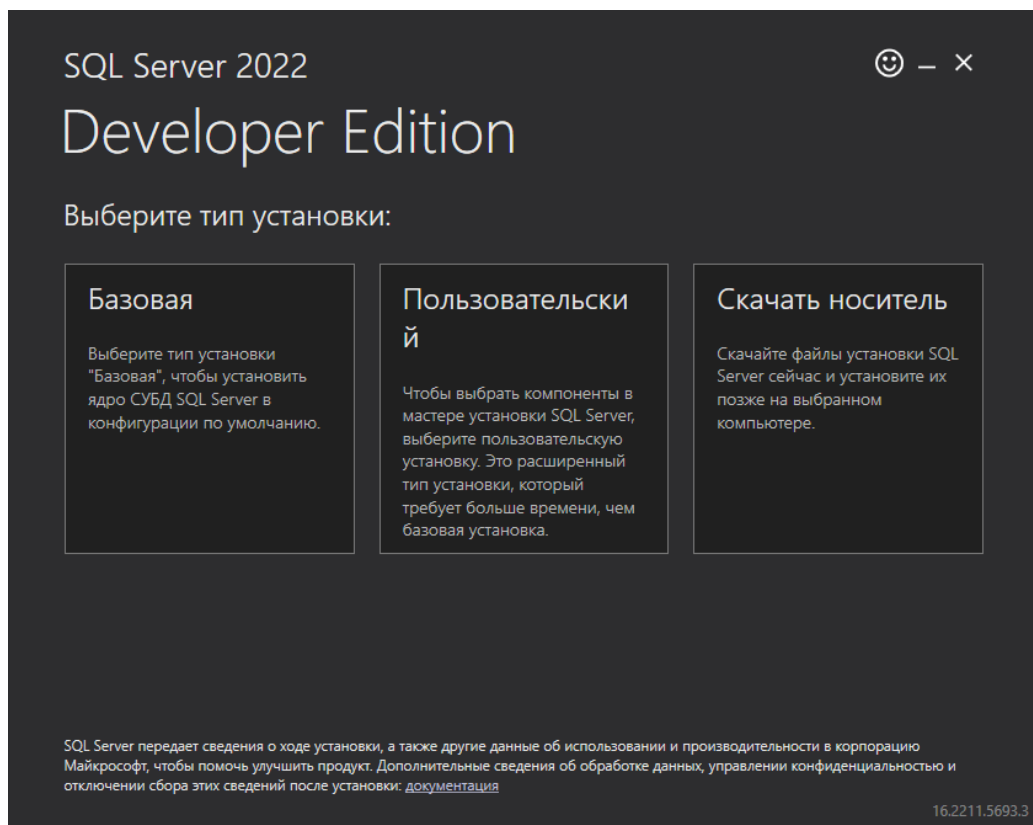 SQL Server 2022
Developer Edition
Выберите тип установки:
Базовая
Выберите тип установки
"Базовая", чтобы установить
ядро СУБД SQL Server в
конфигурации по умолчанию.
Пользовательски
й
Чтобы выбрать компоненты в
мастере установки SQL Server,
выберите пользовательскую
установку. Это расширенный
тип установки, который
требует больше времени, чем
базовая установка.
Скачать носитель
Скачайте файлы установки SQL
Server сейчас и установите их
позже на выбранном
компьютере.
SQL Server передает сведения о ходе установки, а также другие данные об использовании и производительности в корпорацию
Майкрософт, чтобы помочь улучшить продукт. Дополнительные сведения об обработке данных, управлении конфиденциальностью и
отключении сбора этих сведений после установки: документация
16.2211.5693.3